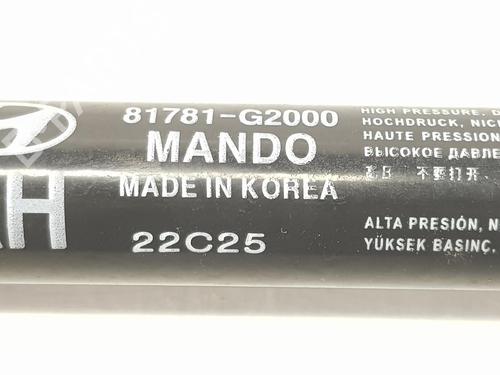 81781-G2000
MANDO
MADE IN KOREA
22C25
HIGH PRESSURE,
HOCHDRUCK, NIC
HAUTE PRESSION
ВЫСОКОЕ ДАВЛЕ
不要打开
ALTA PRESIÓN, N
YÜKSEK BASINÇ,